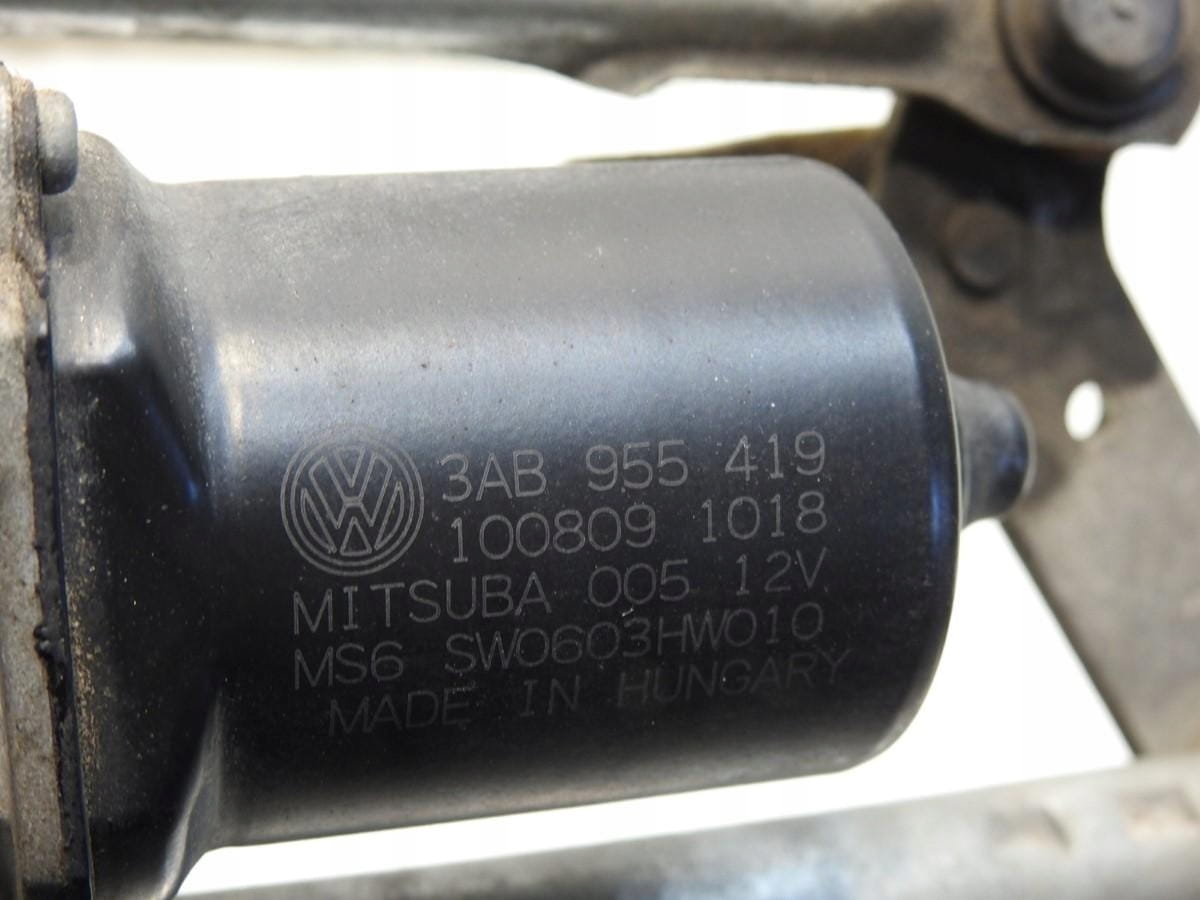 3AB 955 419
100809 1018
MITSUBA 005 12V
MS6 SW0603HW010
MADE IN HUNGARY